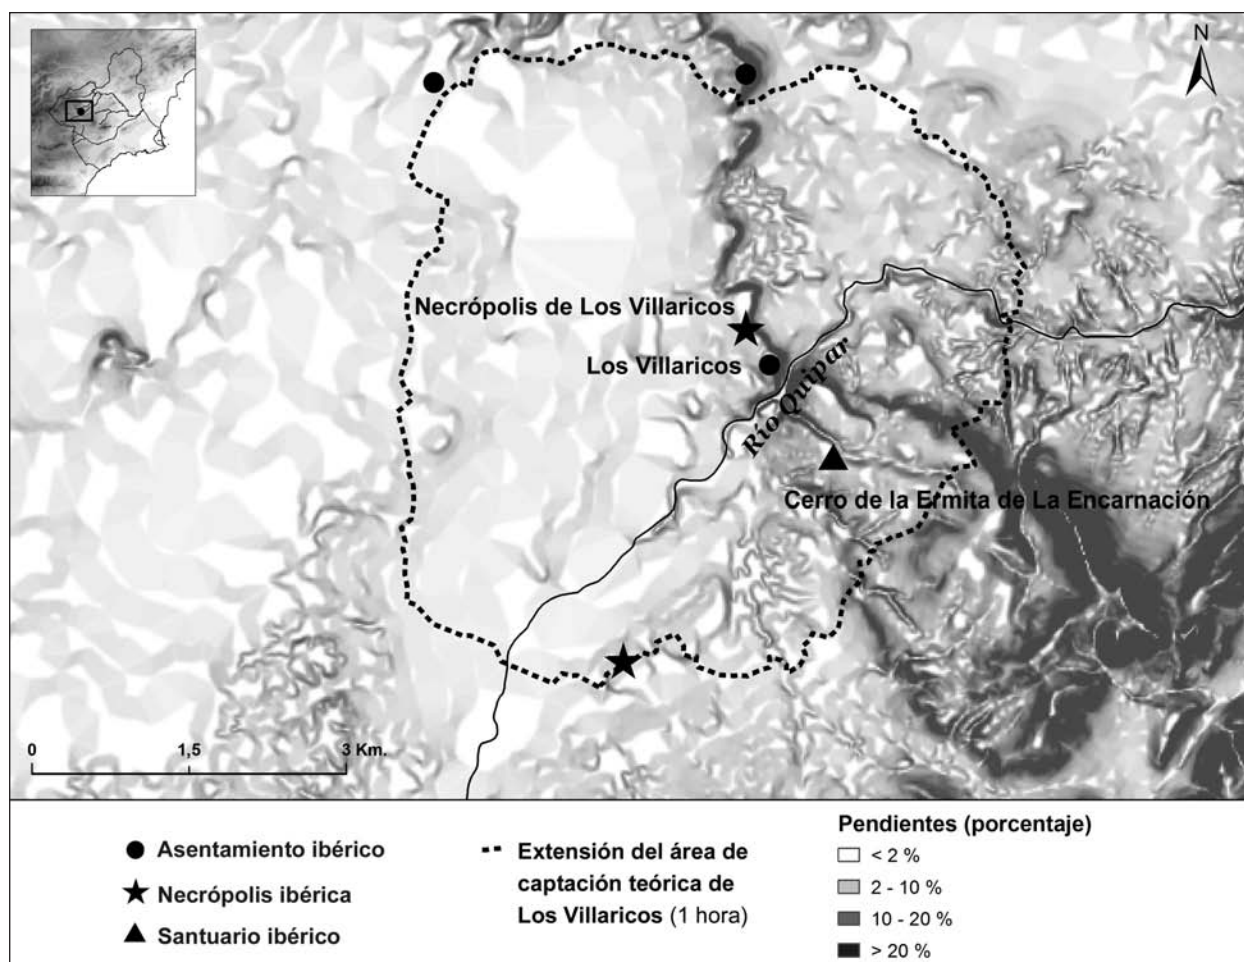 N
Necrópolis de Los Villaricos
Los Villaricos
Río Quipar
Cerro de la Ermita de La Encarnación
0 1,5 3 Km.
Asentamiento ibérico
Necrópolis ibérica
Santuario ibérico
Extensión del área de
captación teórica de
Los Villaricos (1 hora)
Pendientes (porcentaje)
< 2 %
2 - 10 %
10 - 20 %
> 20 %